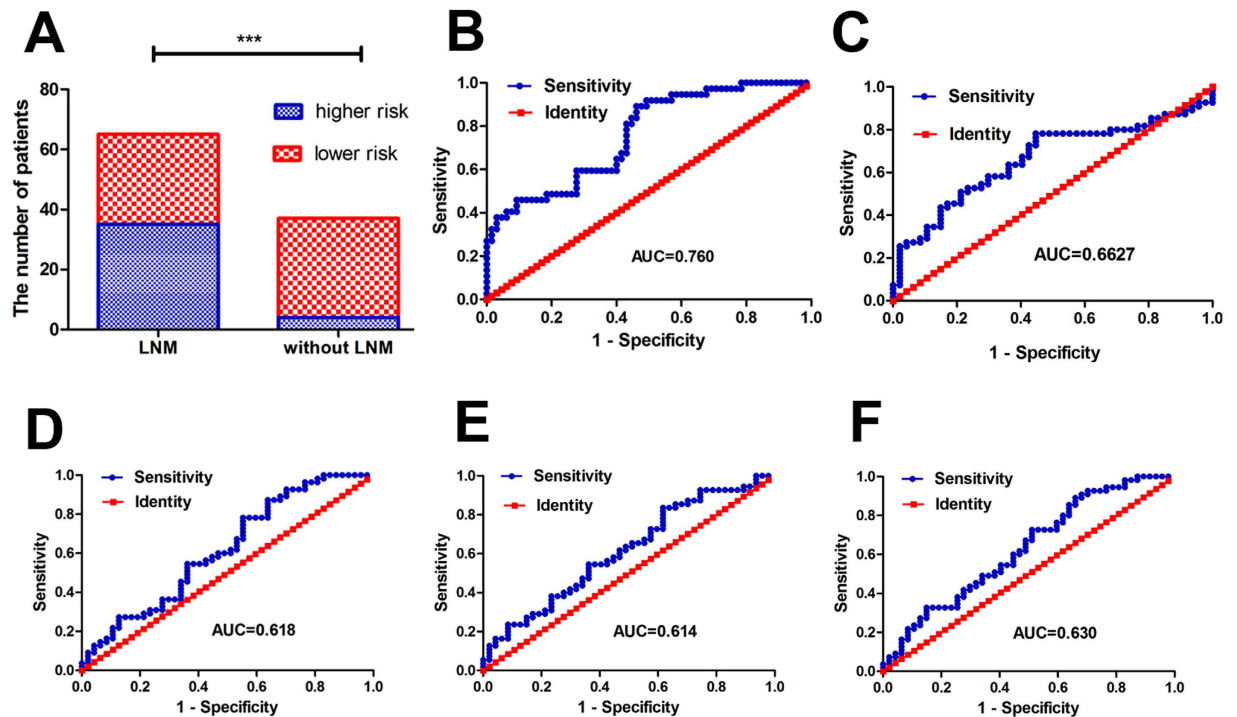 A
***
The number of patients
80
60
40
20
0
higher risk
lower risk
LNM
without LNM
B
Sensitivity
1.0
0.8
0.6
0.4
0.2
0.0
Sensitivity
Identity
AUC=0.760
0.0 0.2 0.4 0.6 0.8 1.0
1 - Specificity
C
Sensitivity
1.0
0.8
0.6
0.4
0.2
0.0
Sensitivity
Identity
AUC=0.6627
0.0 0.2 0.4 0.6 0.8 1.0
1 - Specificity
D
Sensitivity
1.0
0.8
0.6
0.4
0.2
0.0
Sensitivity
Identity
AUC=0.618
0.0 0.2 0.4 0.6 0.8 1.0
1 - Specificity
E
Sensitivity
1.0
0.8
0.6
0.4
0.2
0.0
Sensitivity
Identity
AUC=0.614
0.0 0.2 0.4 0.6 0.8 1.0
1 - Specificity
F
Sensitivity
1.0
0.8
0.6
0.4
0.2
0.0
Sensitivity
Identity
AUC=0.630
0.0 0.2 0.4 0.6 0.8 1.0
1 - Specificity